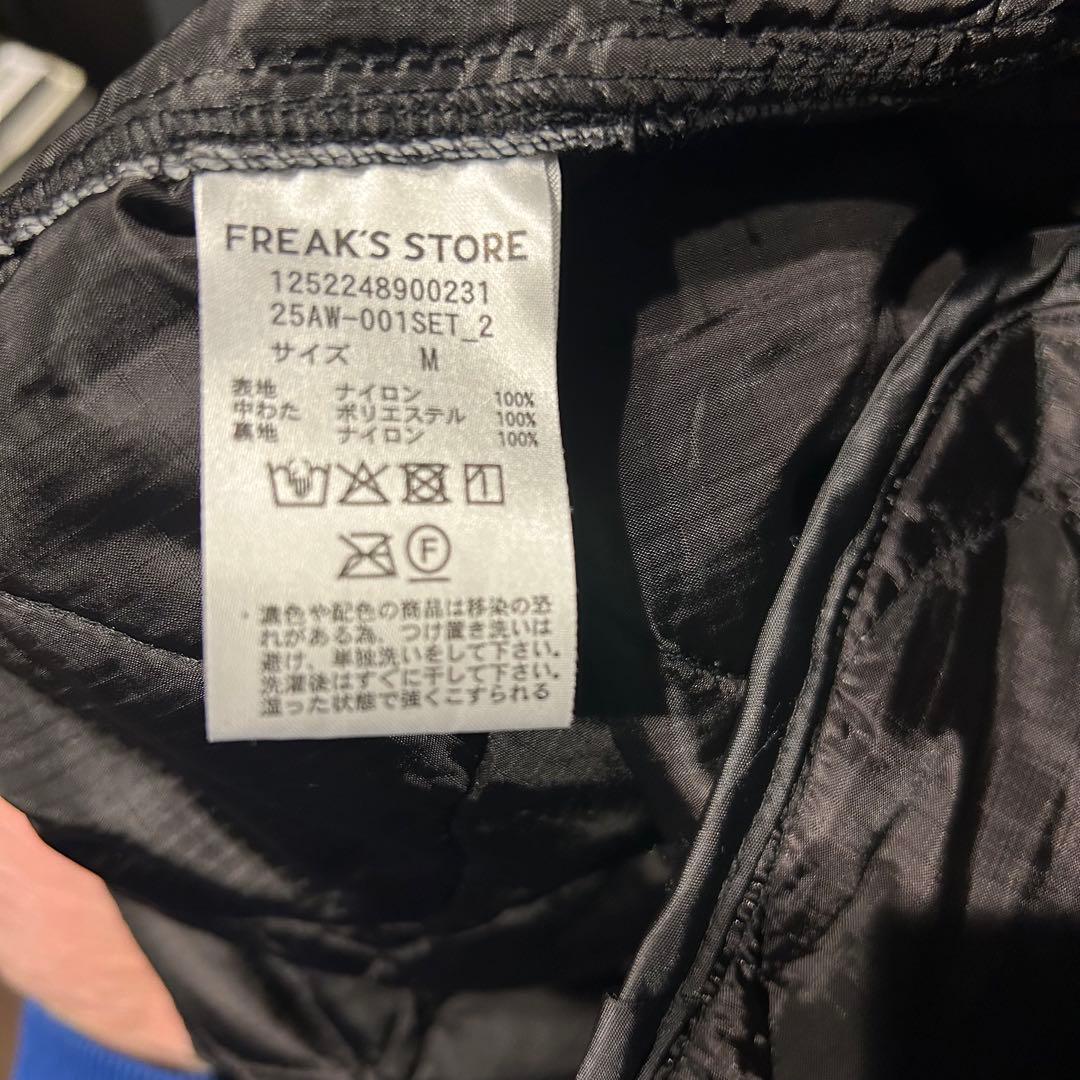 FREAK'S STORE
1252248900231
25AW-001SET_2
サイズ M
表地 ナイロン 100%
中わた ポリエステル 100%
裏地 ナイロン 100%
F
・濃色や配色の商品は移染の恐
れがある為、つけ置き洗いは
避け、単独洗いをして下さい。
洗濯後はすぐに干して下さい。
湿った状態で強くこすられる